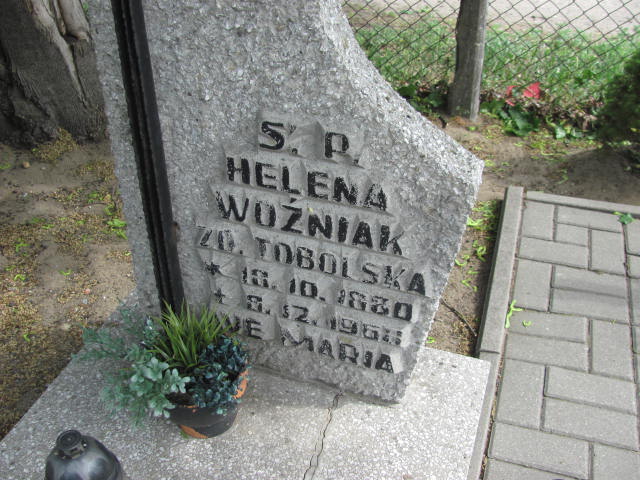 Ś. P.
HELENA
WOŹNIAK
ZD. TOBOLSKA
* 18. 10. 1880
+ 8. 12. 1968
AVE MARIA